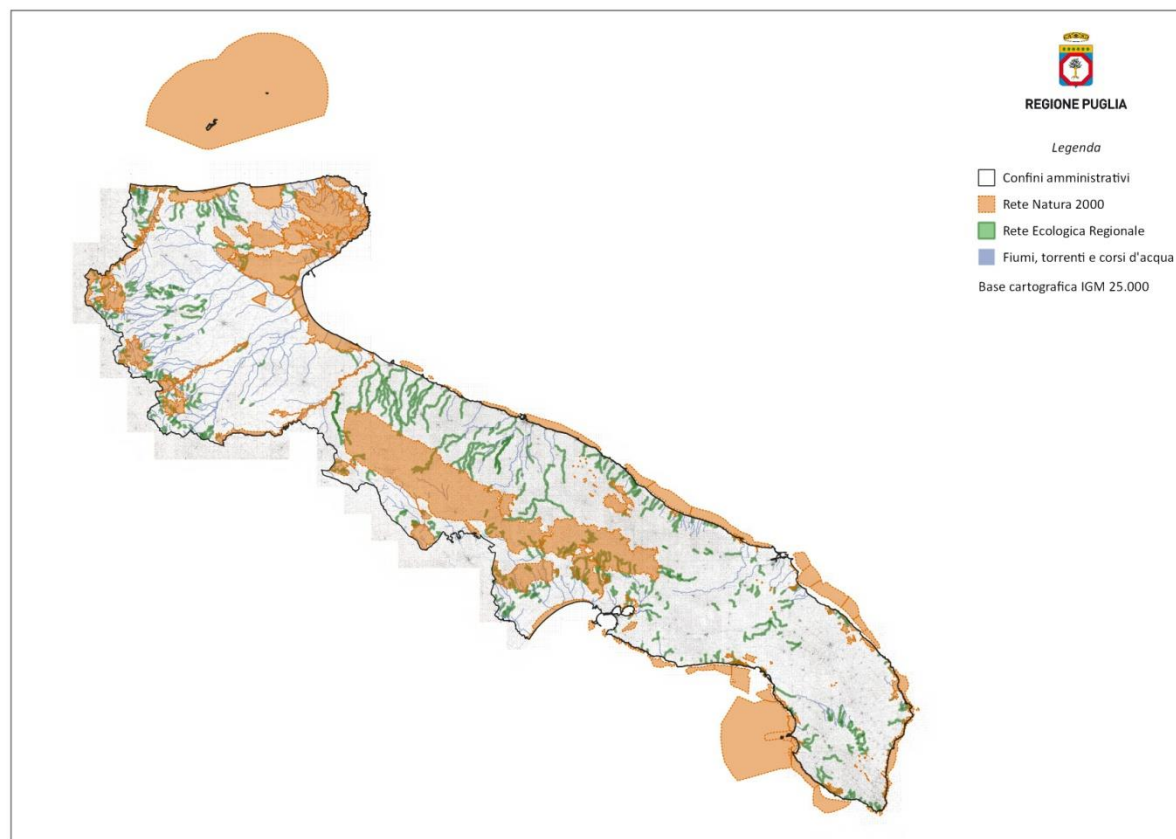 REGIONE PUGLIA
Legenda
Confini amministrativi
Rete Natura 2000
Rete Ecologica Regionale
Fiumi, torrenti e corsi d'acqua
Base cartografica IGM 25.000